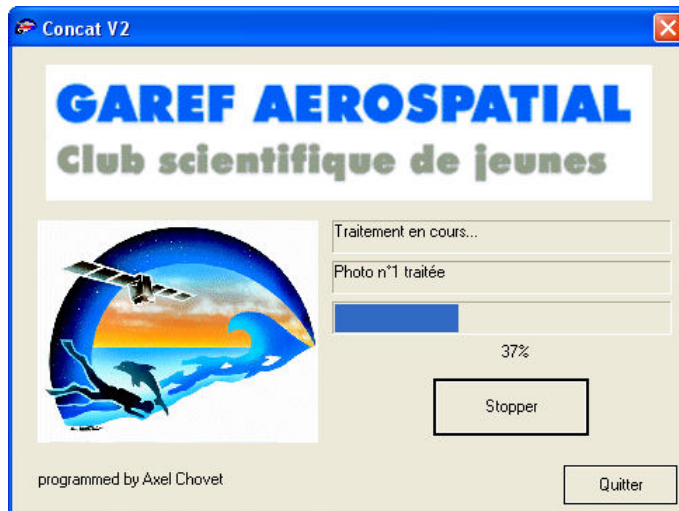 Concat V2
GAREF AEROSPATIAL
Club scientifique de jeunes
Traitement en cours...
Photo n°1 traitée
37%
Stopper
programmed by Axel Chovet
Quitter